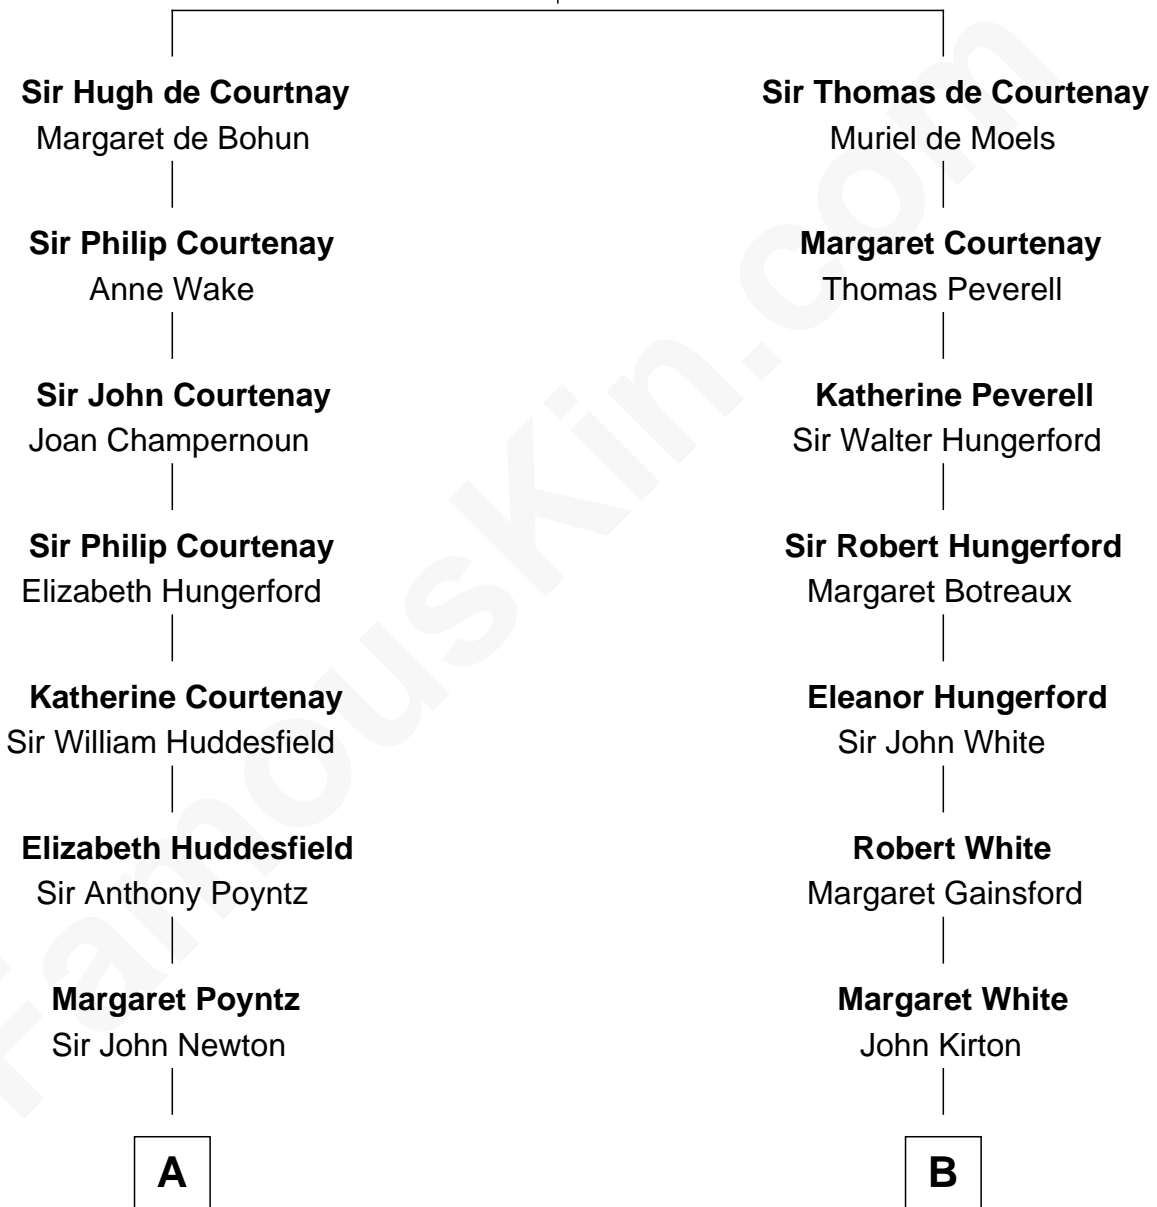 Sir Hugh de Courtnay
Margaret de Bohun
Sir Philip Courtenay
Anne Wake
Sir John Courtenay
Joan Champernoun
Sir Philip Courtenay
Elizabeth Hungerford
Katherine Courtenay
Sir William Huddesfield
Elizabeth Huddesfield
Sir Anthony Poyntz
Margaret Poyntz
Sir John Newton
A
Sir Thomas de Courtenay
Muriel de Moels
Margaret Courtenay
Thomas Peverell
Katherine Peverell
Sir Walter Hungerford
Sir Robert Hungerford
Margaret Botreaux
Eleanor Hungerford
Sir John White
Robert White
Margaret Gainsford
Margaret White
John Kirton
B
FamousKin.com